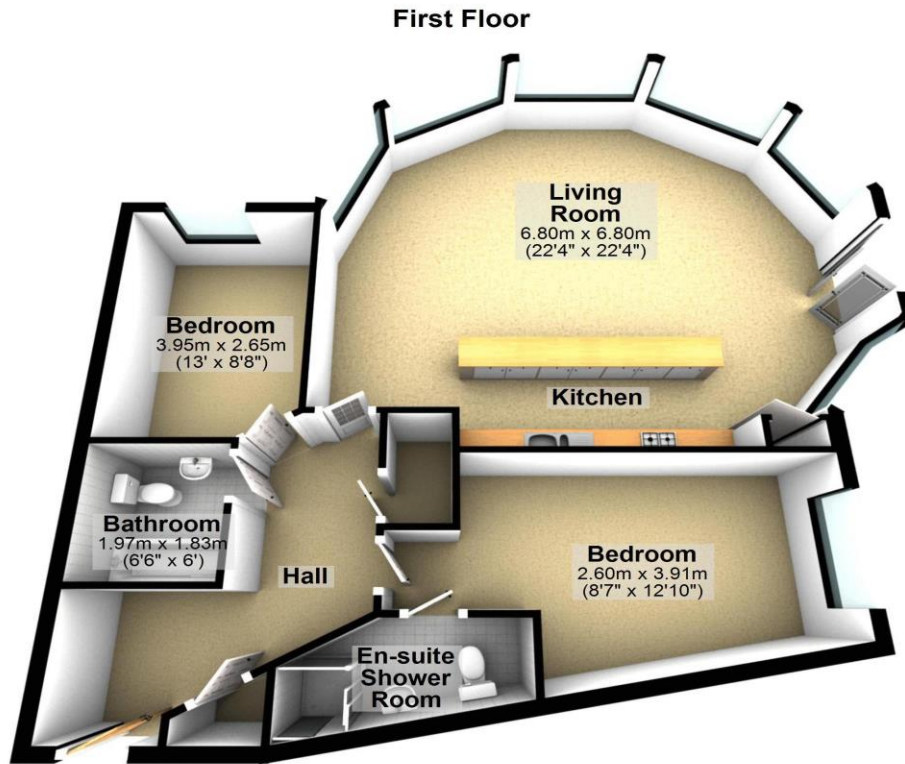 First Floor
Living
Room
6.80m x 6.80m
(22'4" x 22'4")
Bedroom
3.95m x 2.65m
(13' x 8'8")
Kitchen
Bathroom
1.97m x 1.83m
(6'6" x 6')
Hall
Bedroom
2.60m x 3.91m
(8'7" x 12'10")
En-suite
Shower
Room